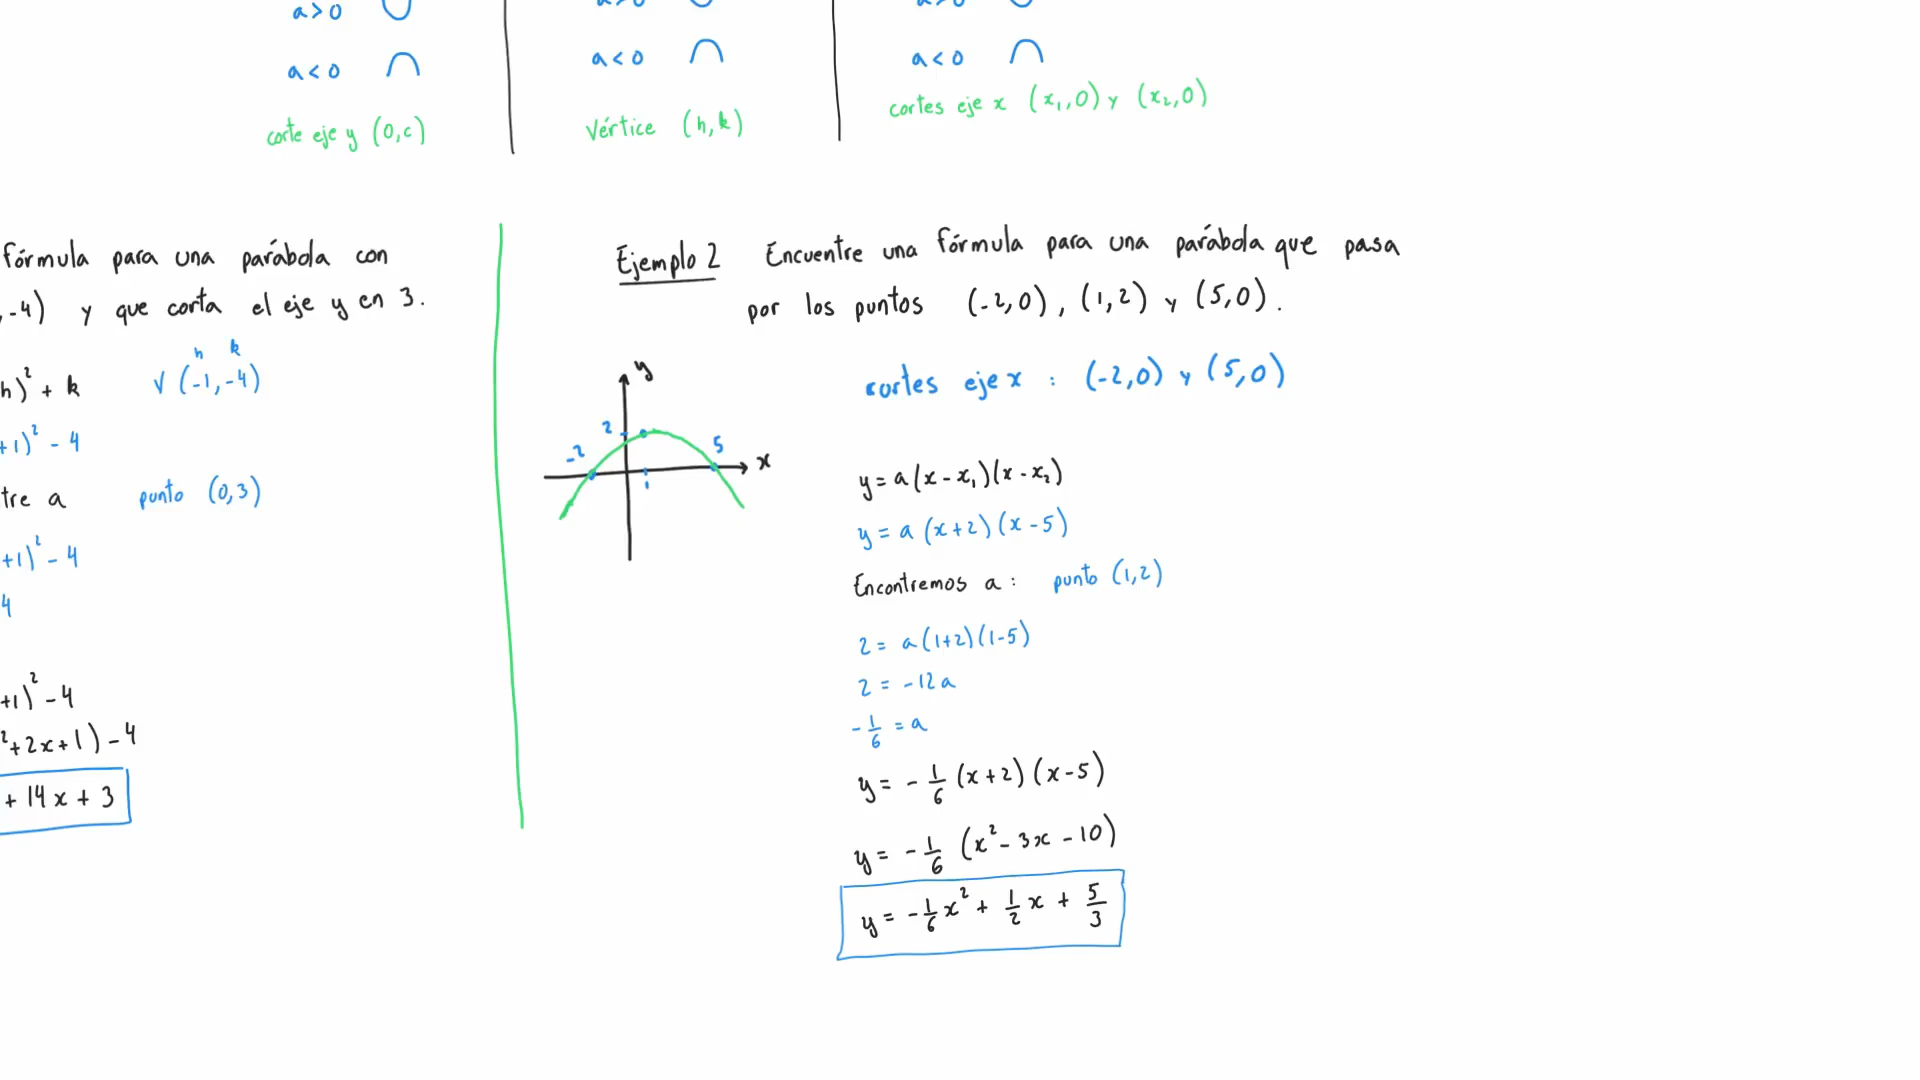 a>0
a<0
corte eje y (0,c)
a<0
Vértice (h,k)
a<0
cortes eje x (x₁,0) y (x₂,0)
fórmula para una parábola con
,-4) y que corta el eje y en 3.
h)² + k
h k
V (-1,-4)
+1)² - 4
tre a
punto (0,3)
+1)² - 4
4
+1)² - 4
²+2x+1) - 4
+ 14x + 3
Ejemplo 2 Encuentre una fórmula para una parábola que pasa
por los puntos (-2,0), (1,2) y (5,0).
y
2
-2
5
x
1
cortes eje x : (-2,0) y (5,0)
y = a(x-x₁)(x-x₂)
y = a(x+2)(x-5)
Encontremos a: punto (1,2)
2 = a(1+2)(1-5)
2 = -12a
-1/6 = a
y = -1/6 (x+2)(x-5)
y = -1/6 (x² - 3x - 10)
y = -1/6 x² + 1/2 x + 5/3